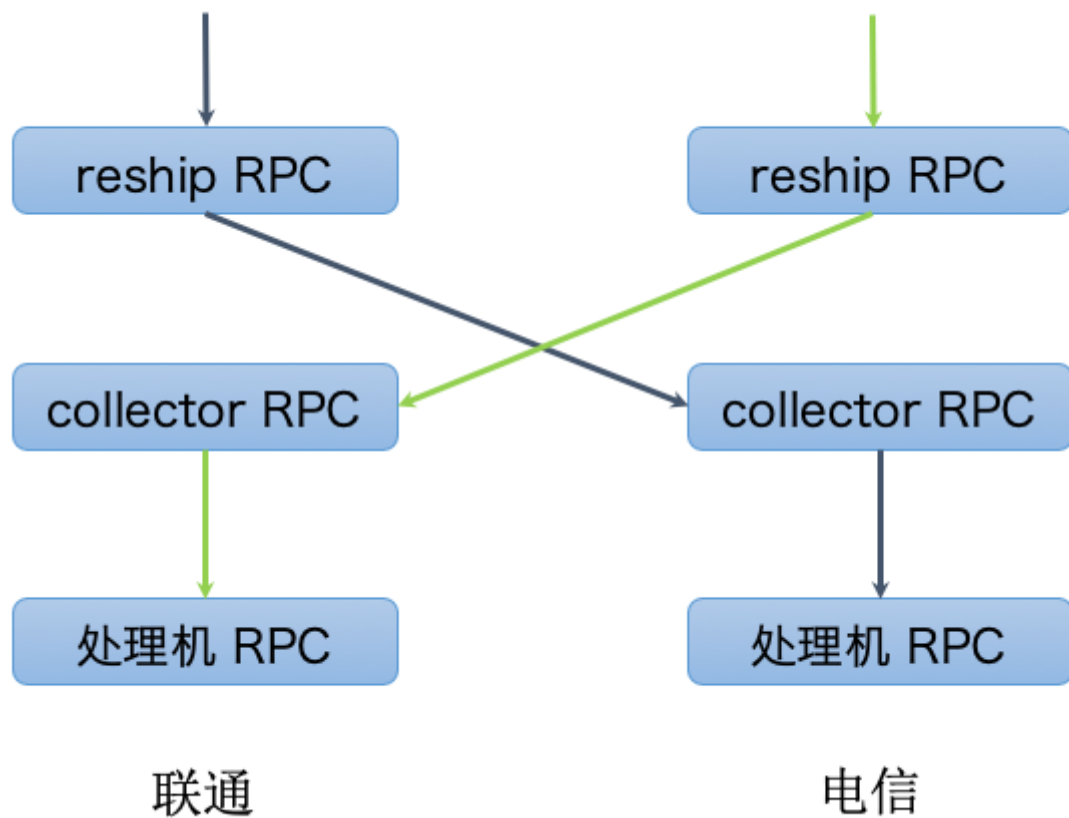 reship RPC
reship RPC
collector RPC
collector RPC
处理机 RPC
处理机 RPC
联通
电信